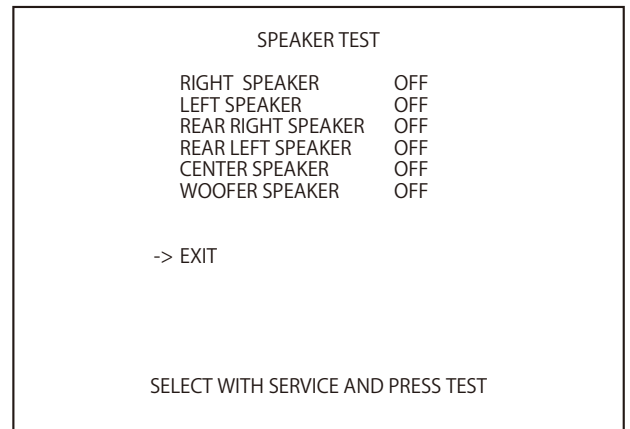 SPEAKER TEST
RIGHT SPEAKER OFF
LEFT SPEAKER OFF
REAR RIGHT SPEAKER OFF
REAR LEFT SPEAKER OFF
CENTER SPEAKER OFF
WOOFER SPEAKER OFF
-> EXIT
SELECT WITH SERVICE AND PRESS TEST